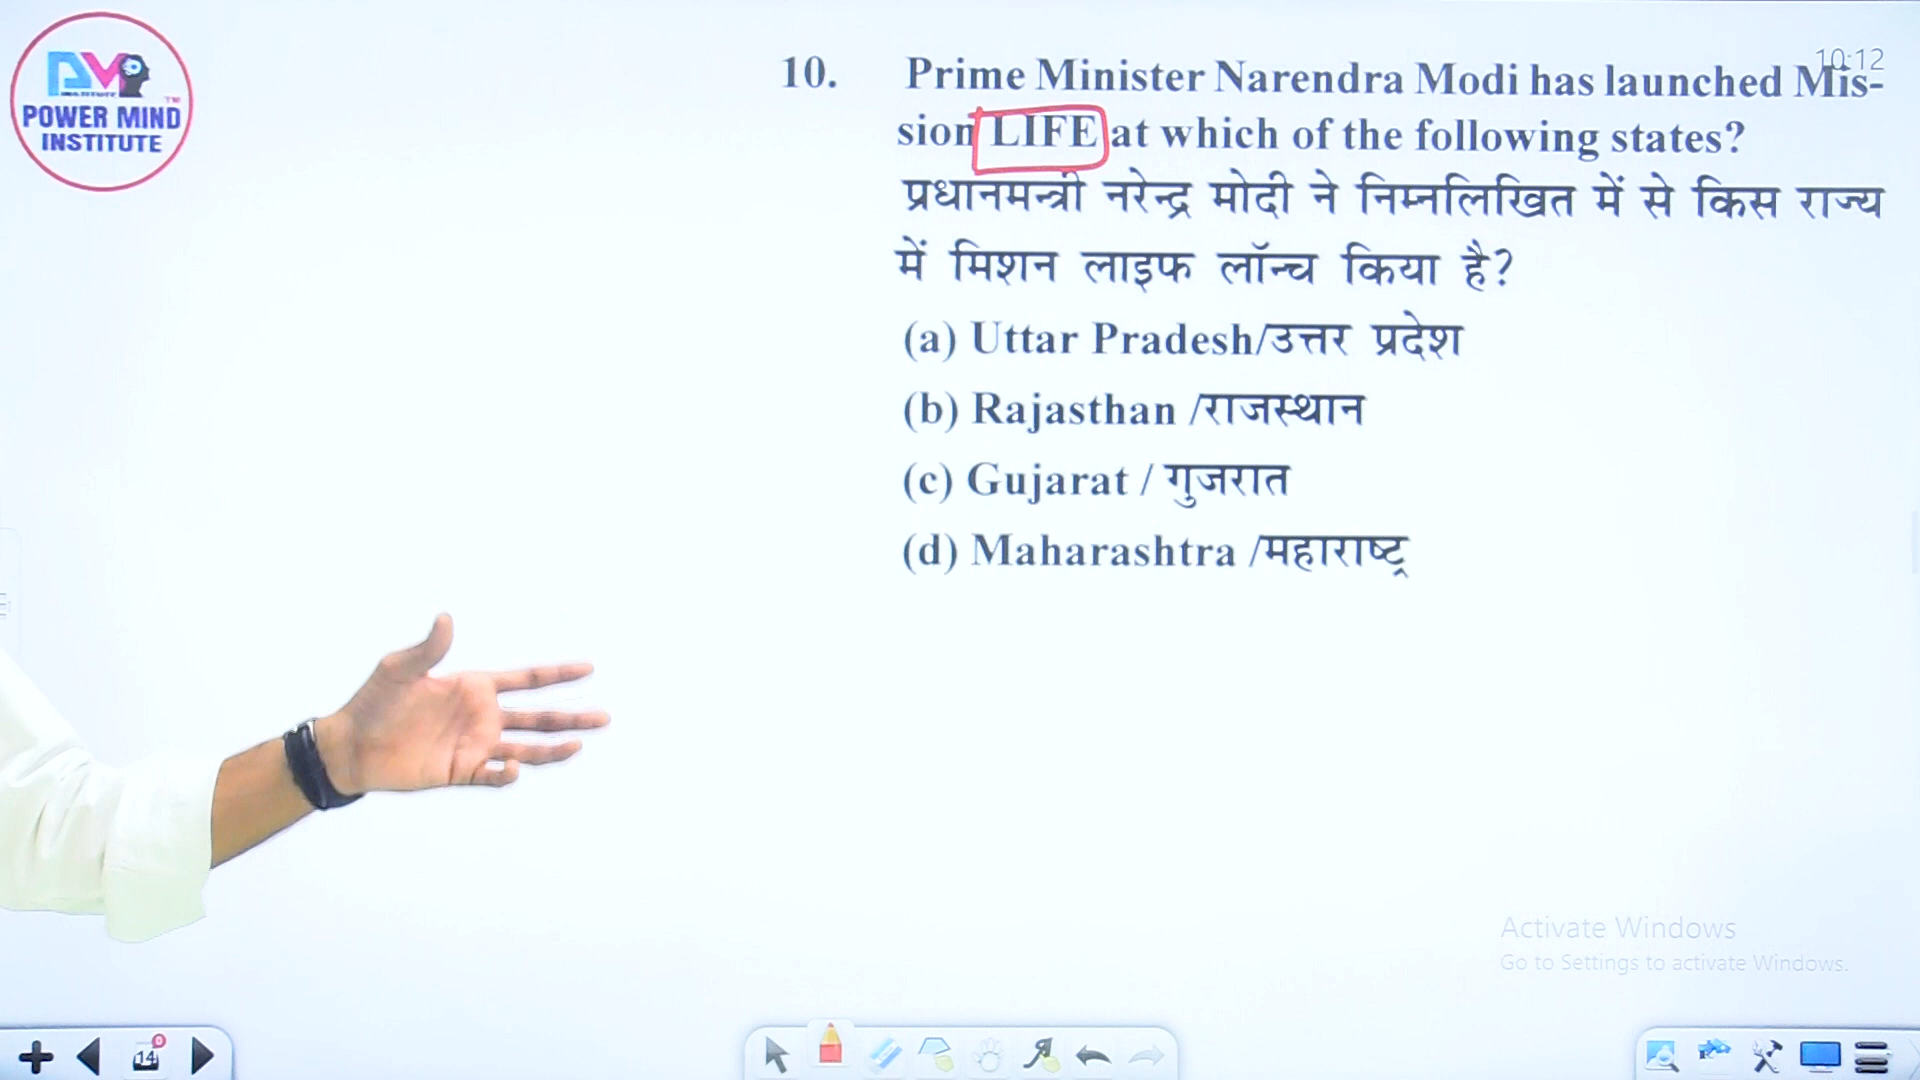 POWER MIND
INSTITUTE
10:12
10. Prime Minister Narendra Modi has launched Mis-
sion LIFE at which of the following states?
प्रधानमन्त्री नरेन्द्र मोदी ने निम्नलिखित में से किस राज्य
में मिशन लाइफ लॉन्च किया है?
(a) Uttar Pradesh/उत्तर प्रदेश
(b) Rajasthan /राजस्थान
(c) Gujarat / गुजरात
(d) Maharashtra /महाराष्ट्र
Activate Windows
Go to Settings to activate Windows.
0
14